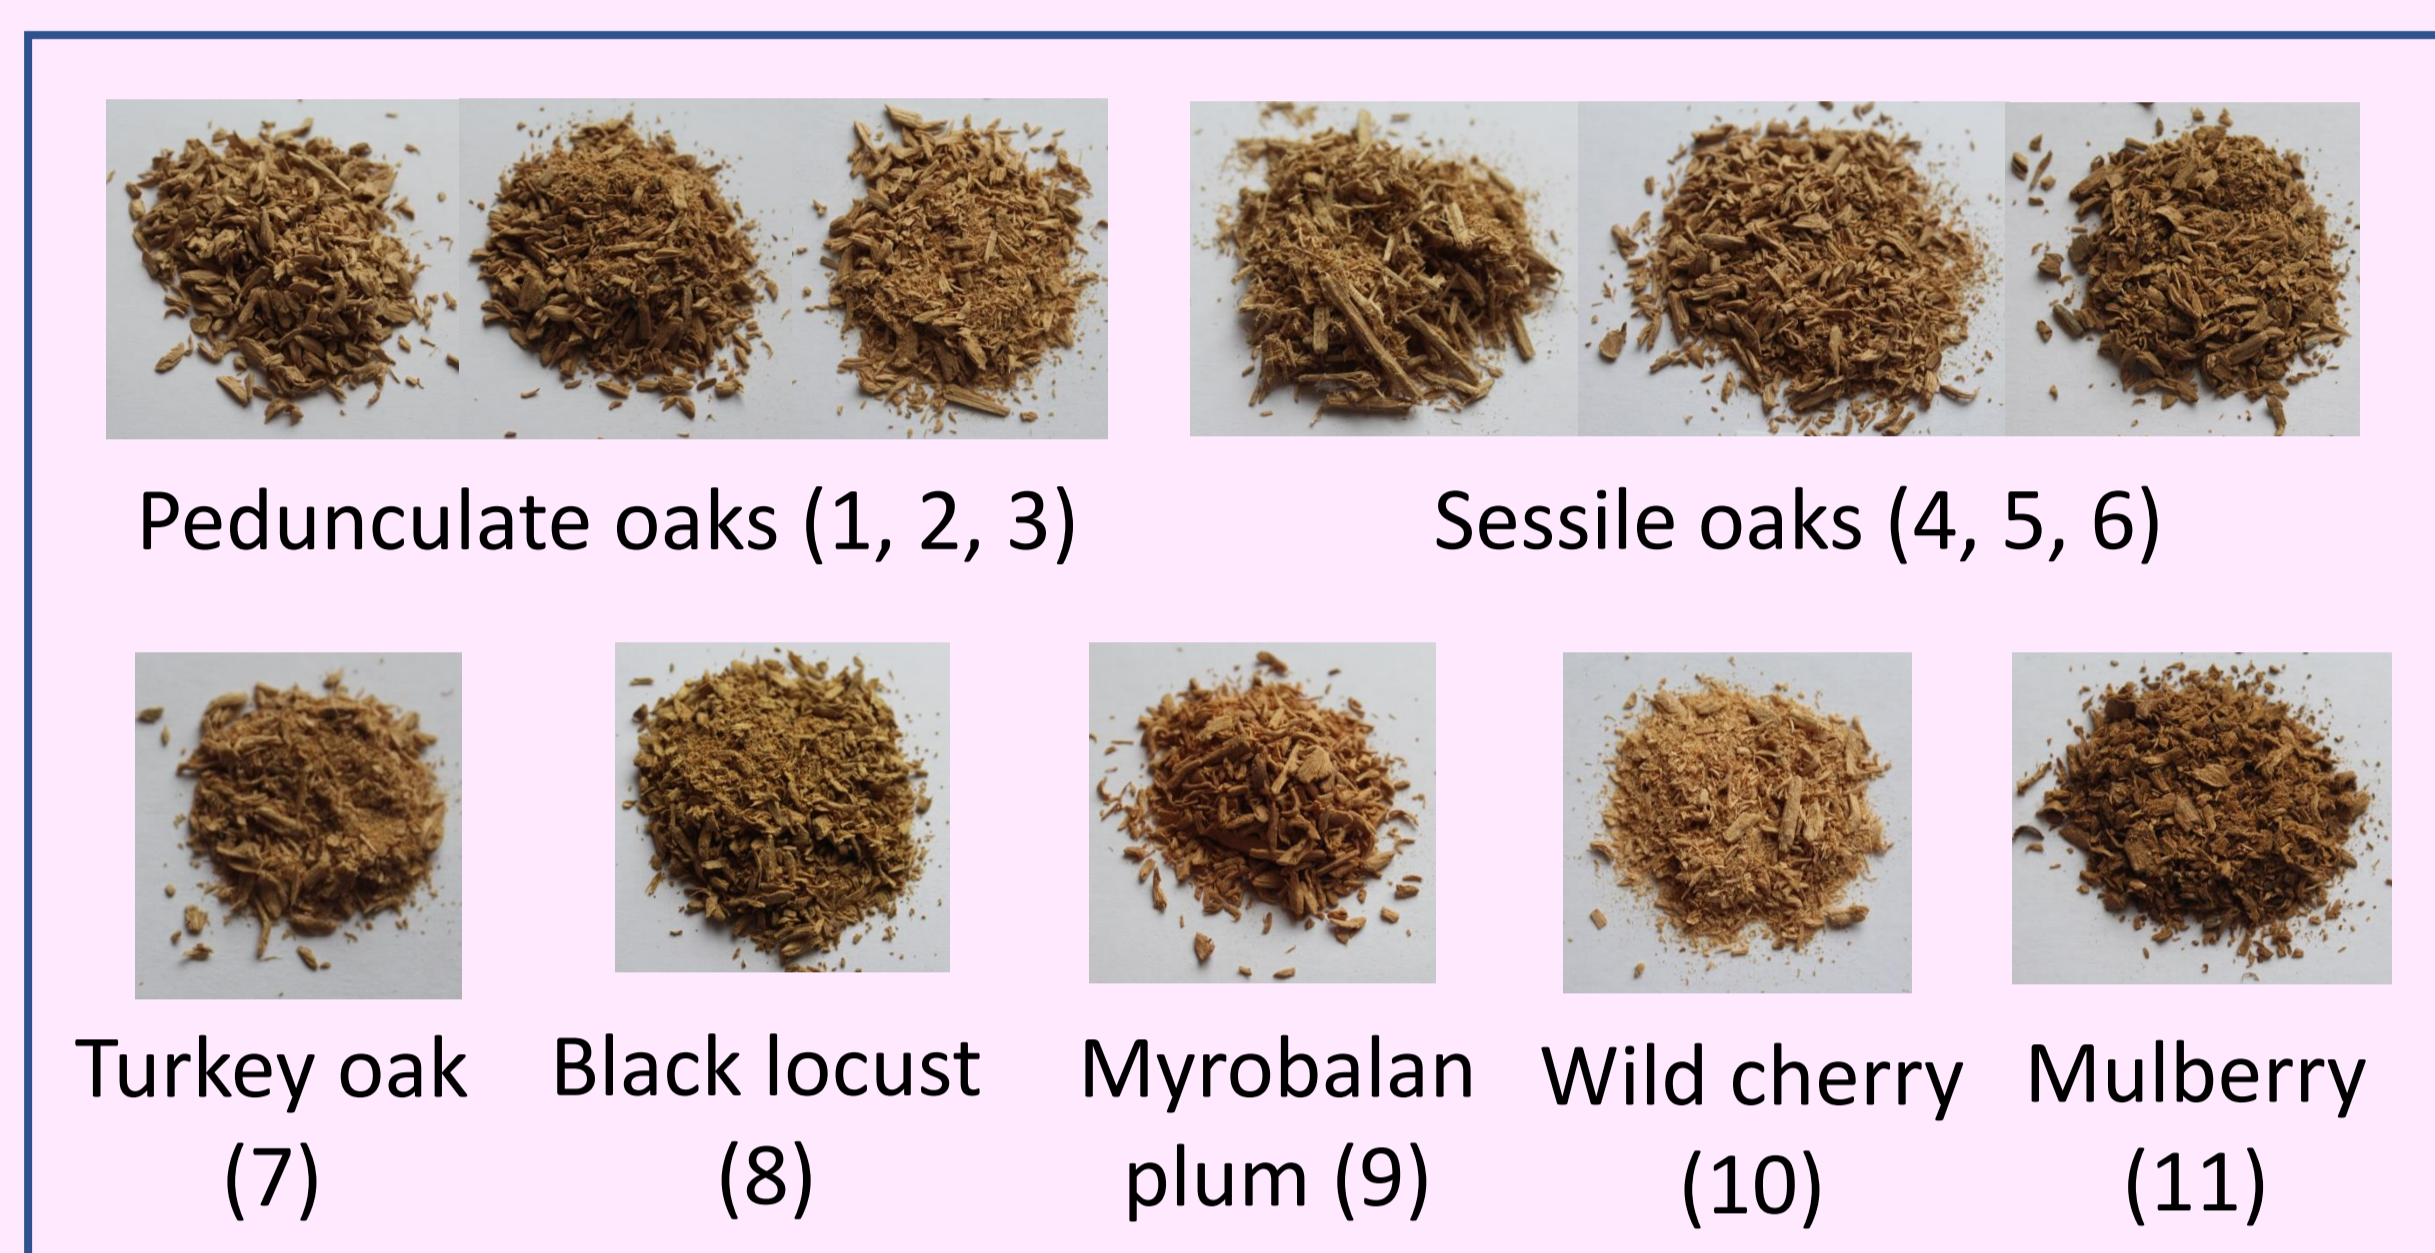 Pedunculate oaks (1, 2, 3)
Sessile oaks (4, 5, 6)
Turkey oak
(7)
Black locust
(8)
Myrobalan
plum (9)
Wild cherry
(10)
Mulberry
(11)